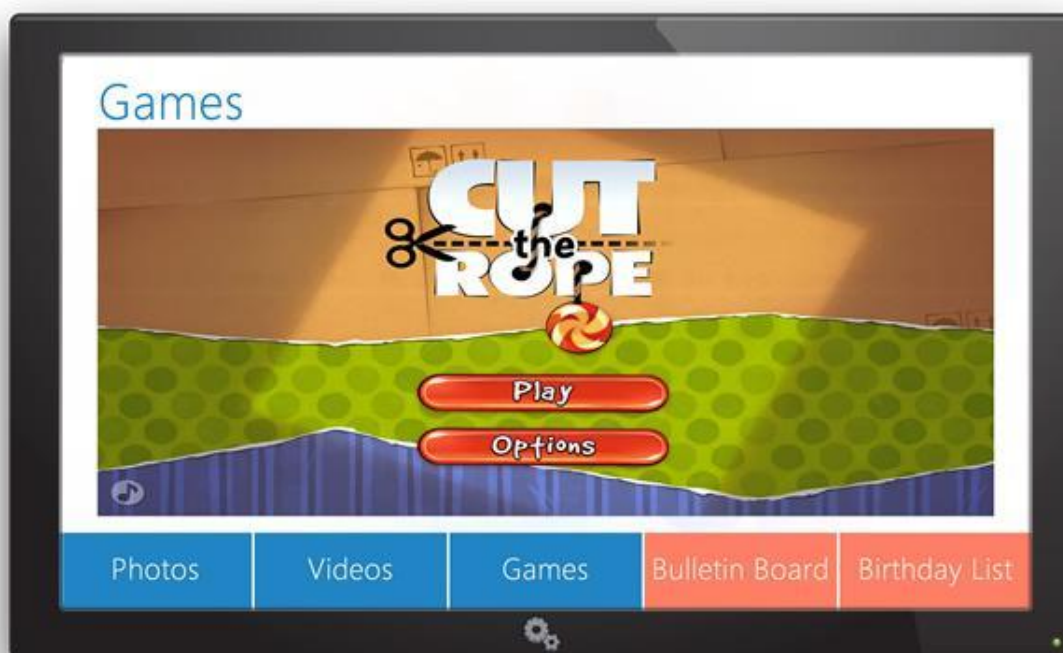 Games
CUT
the
ROPE
Play
Options
Photos
Videos
Games
Bulletin Board
Birthday List